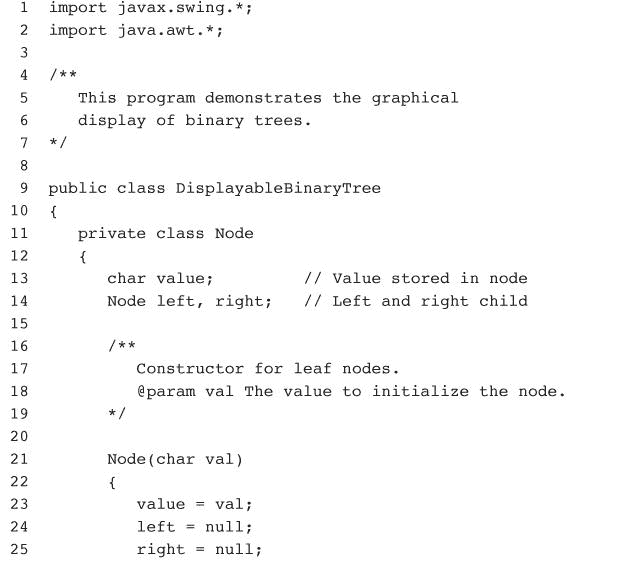 1 import javax.swing.*;
2 import java.awt.*;
3
4 /**
5    This program demonstrates the graphical
6    display of binary trees.
7 */
8
9 public class DisplayableBinaryTree
10 {
11    private class Node
12    {
13       char value;         // Value stored in node
14       Node left, right;   // Left and right child
15
16       /**
17          Constructor for leaf nodes.
18          @param val The value to initialize the node.
19       */
20
21       Node(char val)
22       {
23          value = val;
24          left = null;
25          right = null;